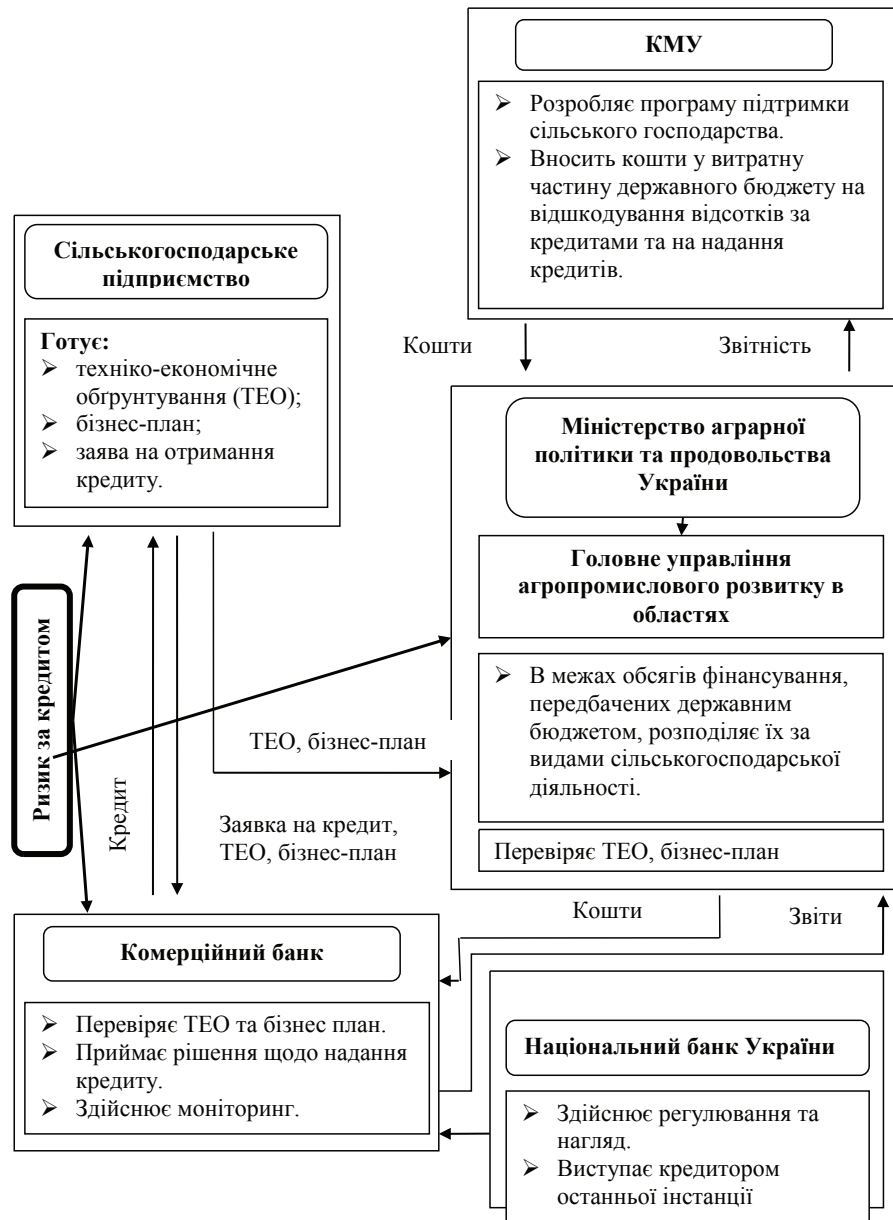 КМУ
Розробляє програму підтримки
сільського господарства.
Вносить кошти у витратну
частину державного бюджету на
відшкодування відсотків за
кредитами та на надання
кредитів.
Сільськогосподарське
підприємство
Готує:
техніко-економічне
обґрунтування (ТЕО);
бізнес-план;
заява на отримання
кредиту.
Кошти
Звітність
Міністерство аграрної
політики та продовольства
України
Головне управління
агропромислового розвитку в
областях
В межах обсягів фінансування,
передбачених державним
бюджетом, розподіляє їх за
видами сільськогосподарської
діяльності.
Перевіряє ТЕО, бізнес-план
Ризик за кредитом
Кредит
ТЕО, бізнес-план
Заявка на кредит,
ТЕО, бізнес-план
Кошти
Звіти
Комерційний банк
Перевіряє ТЕО та бізнес план.
Приймає рішення щодо надання
кредиту.
Здійснює моніторинг.
Національний банк України
Здійснює регулювання та
нагляд.
Виступає кредитором
останньої інстанції